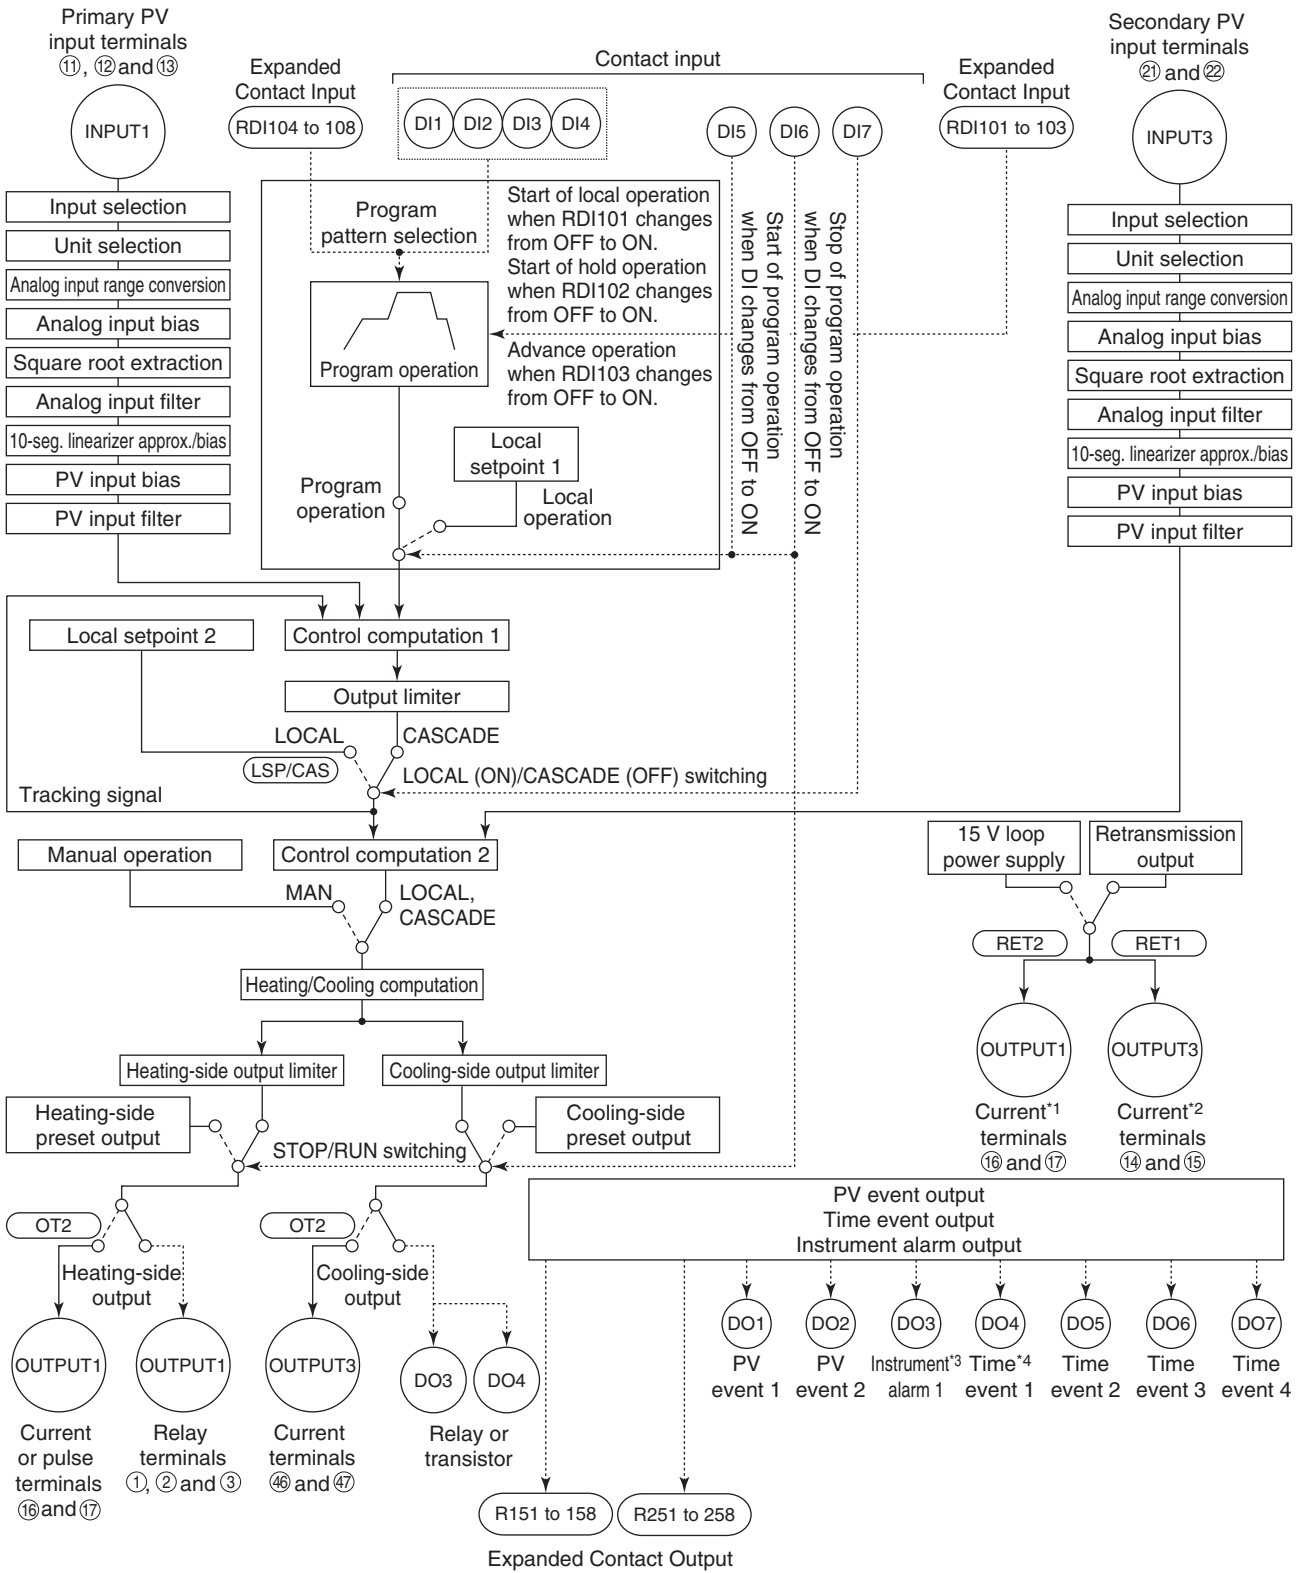 Primary PV
input terminals
⑪, ⑫ and ⑬
INPUT1
Input selection
Unit selection
Analog input range conversion
Analog input bias
Square root extraction
Analog input filter
10-seg. linearizer approx./bias
PV input bias
PV input filter
Expanded
Contact Input
RDI104 to 108
Contact input
DI1
DI2
DI3
DI4
DI5
DI6
DI7
Expanded
Contact Input
RDI101 to 103
Secondary PV
input terminals
㉑ and ㉒
INPUT3
Input selection
Unit selection
Analog input range conversion
Analog input bias
Square root extraction
Analog input filter
10-seg. linearizer approx./bias
PV input bias
PV input filter
Program
pattern selection
Program operation
Start of local operation
when RDI101 changes
from OFF to ON.
Start of hold operation
when RDI102 changes
from OFF to ON.
Advance operation
when RDI103 changes
from OFF to ON.
Start of program operation
when DI changes from OFF to ON
Stop of program operation
when DI changes from OFF to ON
Local
setpoint 1
Program
operation
Local
operation
Local setpoint 2
Control computation 1
Output limiter
LOCAL
CASCADE
LSP/CAS
LOCAL (ON)/CASCADE (OFF) switching
Tracking signal
Manual operation
Control computation 2
MAN
LOCAL,
CASCADE
Heating/Cooling computation
Heating-side output limiter
Cooling-side output limiter
Heating-side
preset output
Cooling-side
preset output
STOP/RUN switching
15 V loop
power supply
Retransmission
output
RET2
RET1
OUTPUT1
OUTPUT3
Current*1
terminals
⑯ and ⑰
Current*2
terminals
⑭ and ⑮
OT2
Heating-side
output
OT2
Cooling-side
output
OUTPUT1
OUTPUT1
OUTPUT3
DO3
DO4
Current
or pulse
terminals
⑯ and ⑰
Relay
terminals
①, ② and ③
Current
terminals
㊻ and ㊼
Relay or
transistor
PV event output
Time event output
Instrument alarm output
DO1
DO2
DO3
DO4
DO5
DO6
DO7
PV
event 1
PV
event 2
Instrument*3
alarm 1
Time*4
event 1
Time
event 2
Time
event 3
Time
event 4
R151 to 158
R251 to 258
Expanded Contact Output